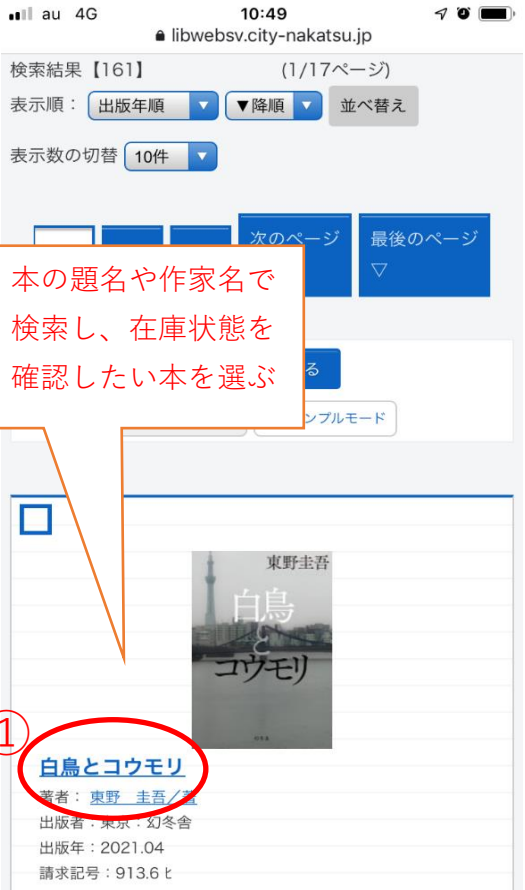 au 4G 10:49
libwebsv.city-nakatsu.jp
検索結果【161】 (1/17ページ)
表示順： 出版年順 ▼降順 並べ替え
表示数の切替 10件
次のページ 最後のページ
▽
本の題名や作家名で
検索し、在庫状態を
確認したい本を選ぶ
る
ンプルモード
東野圭吾
白鳥
と
コウモリ
①
白鳥とコウモリ
著者： 東野 圭吾／著
出版者：東京：幻冬舎
出版年：2021.04
請求記号：913.6ヒ